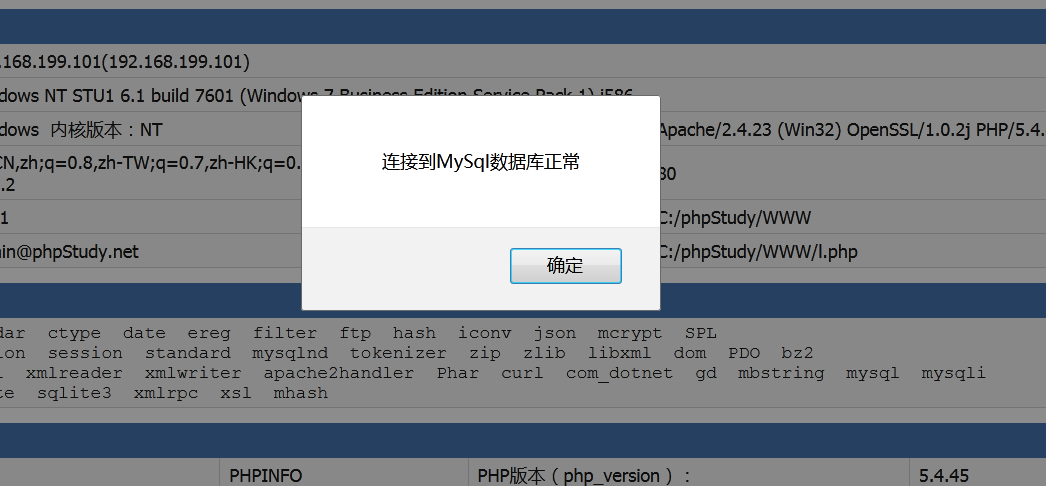 .168.199.101(192.168.199.101)
dows NT STU1 6.1 build 7601 (Windows 7 Business Edition Service Pack 1) i586
dows 内核版本：NT
Apache/2.4.23 (Win32) OpenSSL/1.0.2j PHP/5.4.
CN,zh;q=0.8,zh-TW;q=0.7,zh-HK;q=0.
.2
80
连接到MySql数据库正常
1
C:/phpStudy/WWW
in@phpStudy.net
C:/phpStudy/WWW/l.php
确定
dar ctype date ereg filter ftp hash iconv json mcrypt SPL
ion session standard mysqlnd tokenizer zip zlib libxml dom PDO bz2
l xmlreader xmlwriter apache2handler Phar curl com_dotnet gd mbstring mysql mysqli
te sqlite3 xmlrpc xsl mhash
PHPINFO
PHP版本（php_version）：
5.4.45